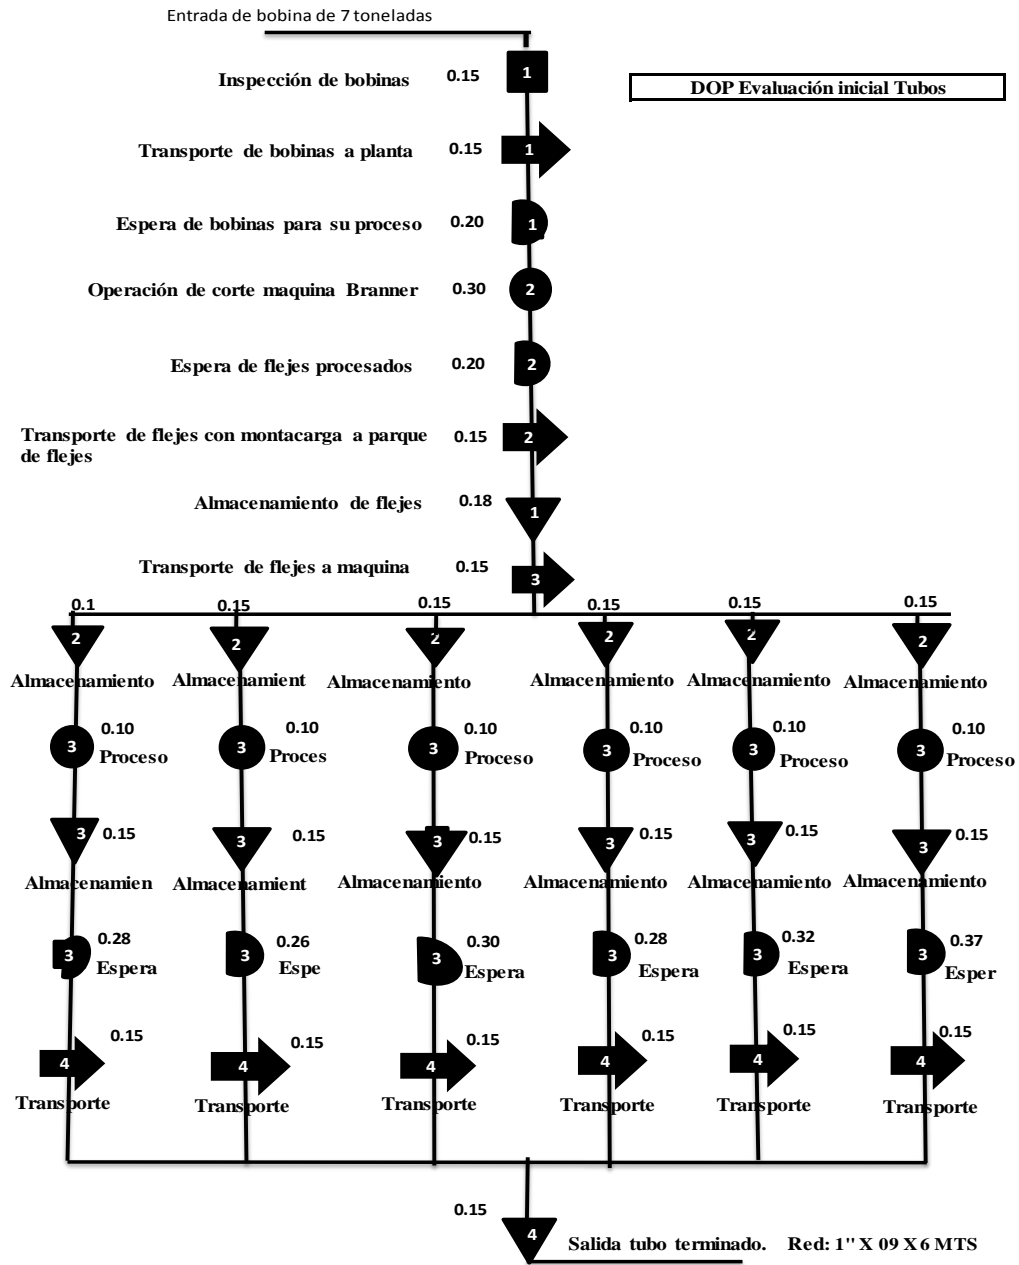 Entrada de bobina de 7 toneladas
Inspección de bobinas 0.15 1
DOP Evaluación inicial Tubos
Transporte de bobinas a planta 0.15 1
Espera de bobinas para su proceso 0.20 1
Operación de corte maquina Branner 0.30 2
Espera de flejes procesados 0.20 2
Transporte de flejes con montacarga a parque 0.15 2
de flejes
Almacenamiento de flejes 0.18 1
Transporte de flejes a maquina 0.15 3
0.1 0.15 0.15 0.15 0.15 0.15
2 2 2 2 2 2
Almacenamiento Almacenamient Almacenamiento Almacenamiento Almacenamiento Almacenamiento
0.10 0.10 0.10 0.10 0.10 0.10
3 3 3 3 3 3
Proceso Proces Proceso Proceso Proceso Proceso
3 0.15 3 0.15 3 0.15 3 0.15 3 0.15 3 0.15
Almacenamien Almacenamient Almacenamiento Almacenamiento Almacenamiento Almacenamiento
0.28 0.26 0.30 0.28 0.32 0.37
3 3 3 3 3 3
Espera Espe Espera Espera Espera Esper
0.15 0.15 0.15 0.15 0.15 0.15
4 4 4 4 4 4
Transporte Transporte Transporte Transporte Transporte Transporte
0.15
4 Salida tubo terminado. Red: 1" X 09 X 6 MTS